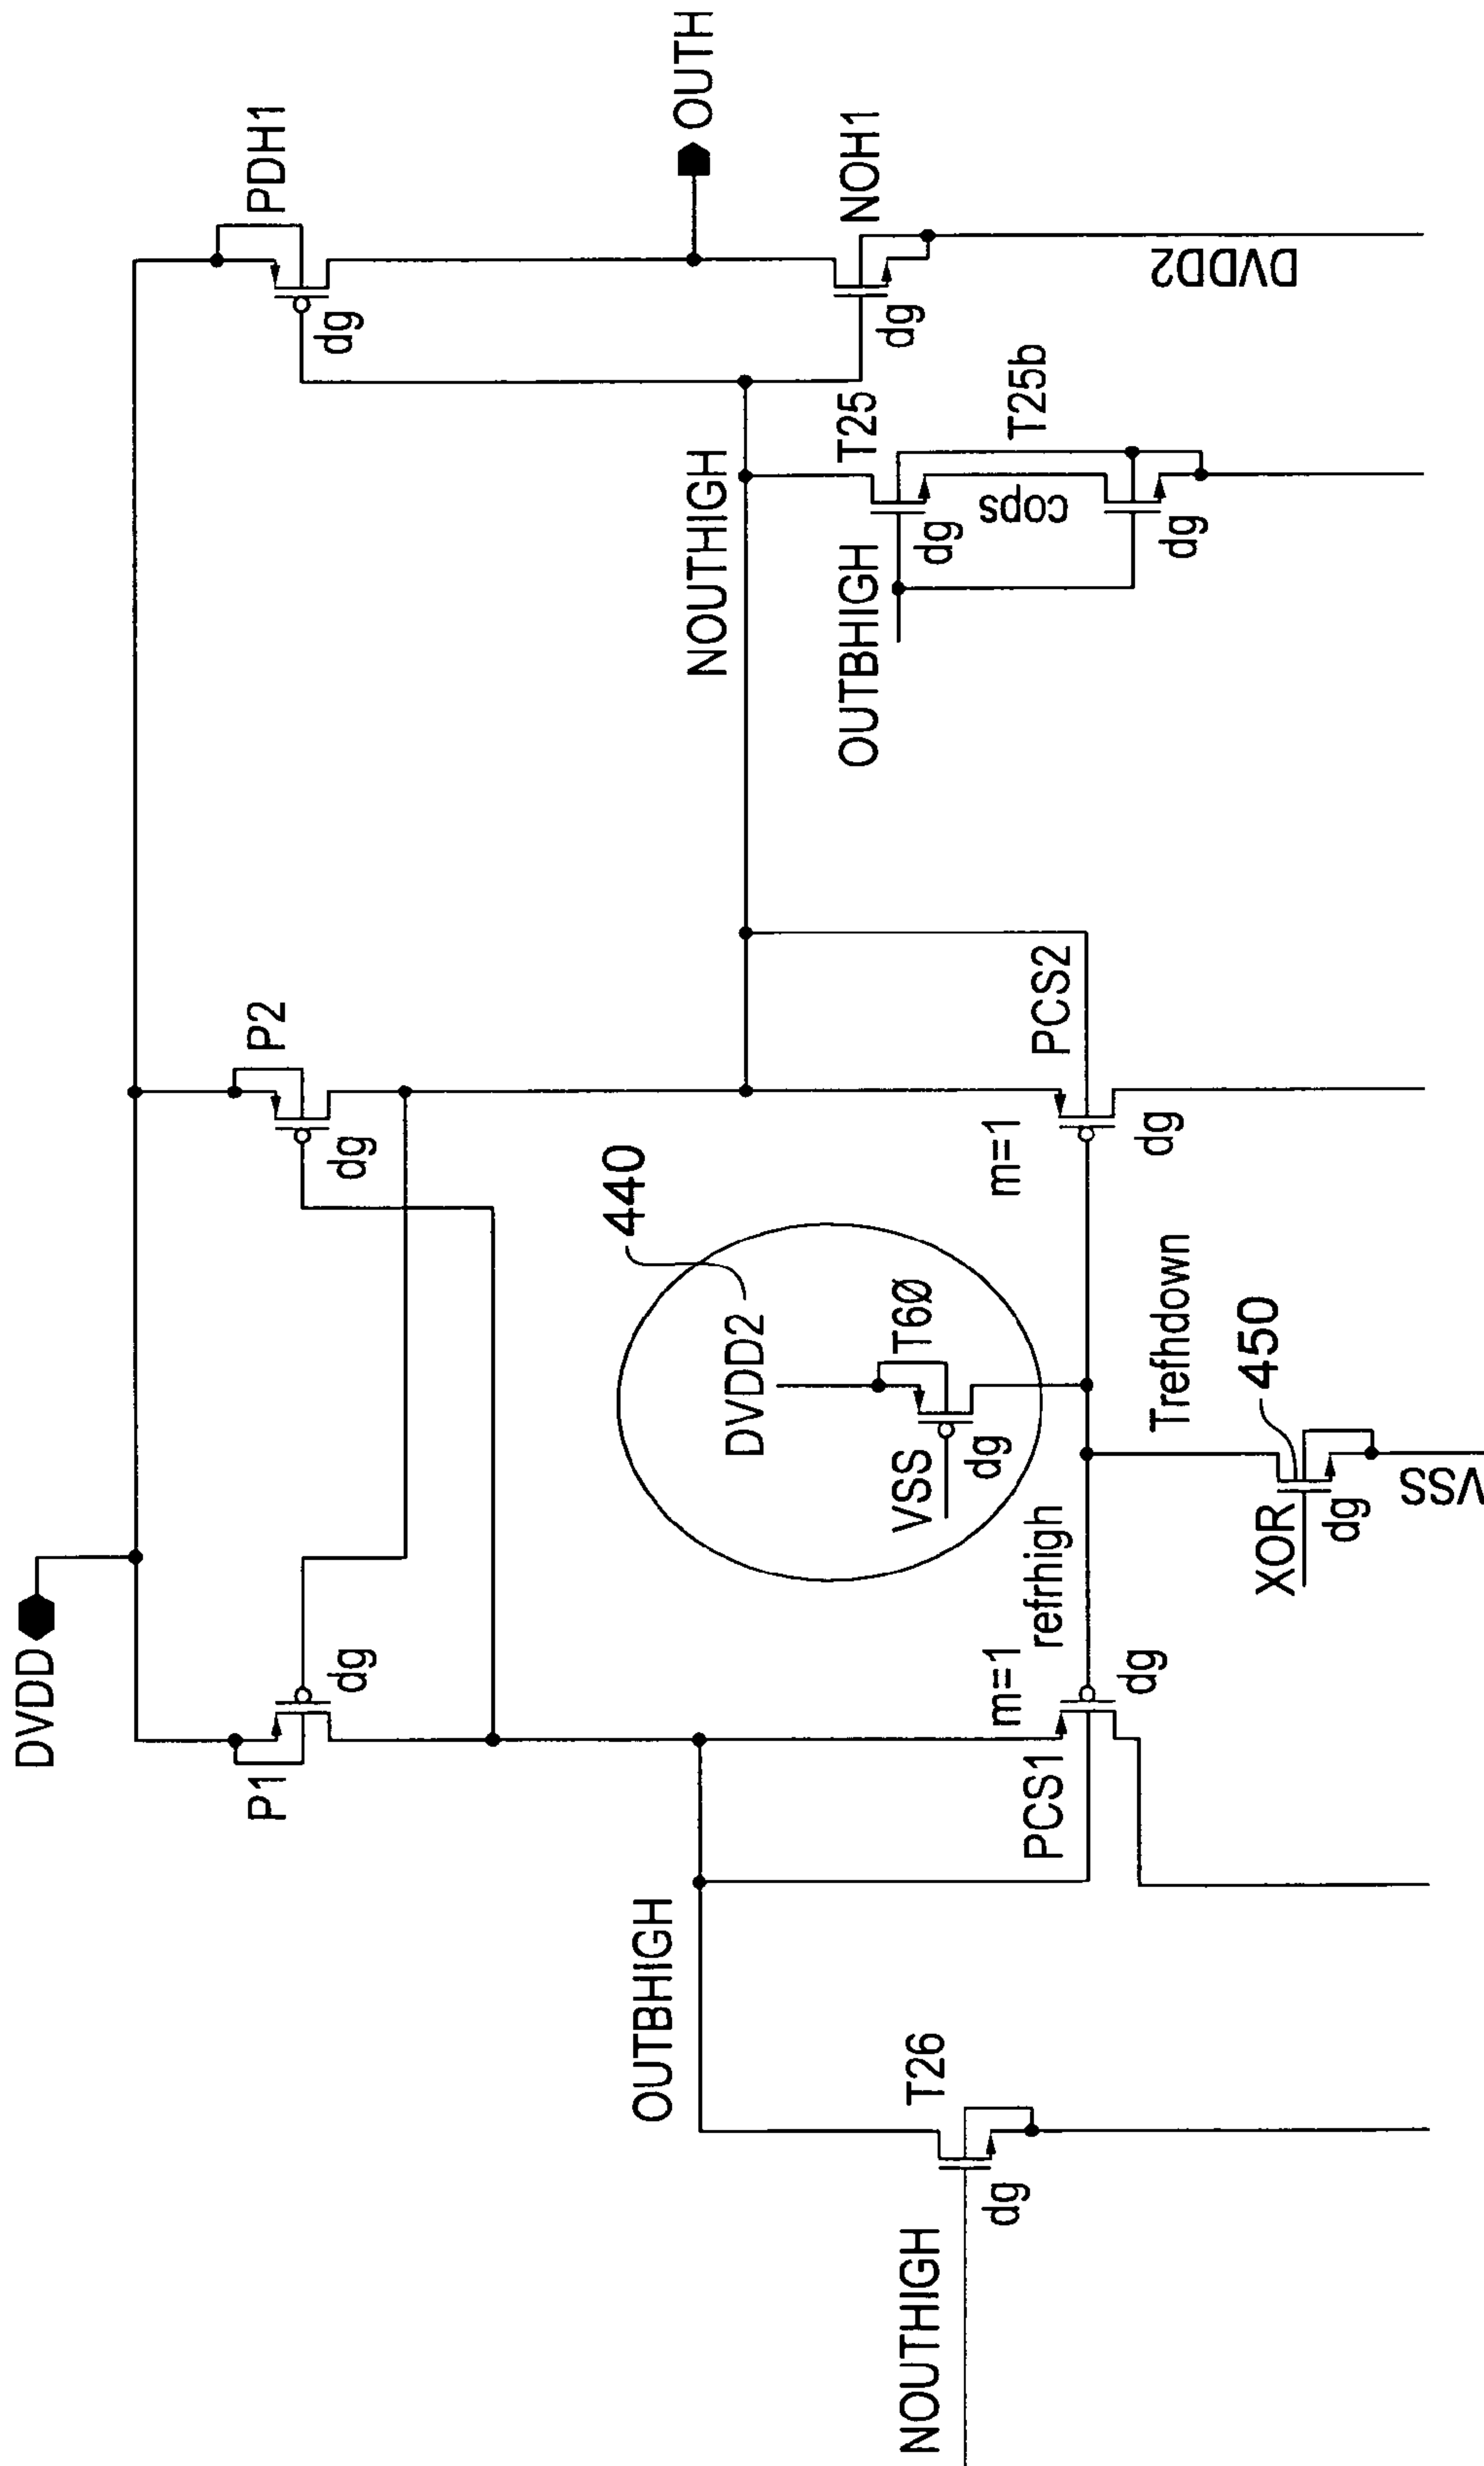 DVDD
P1
dg
P2
dg
PDH1
dg
OUTH
NOUTHIGH
OUTBHIGH
440
DVDD2
T6Ø
VSS
dg
OUTBHIGH
T25
dg
cops
T25b
dg
NOH1
dg
DVDD2
NOUTHIGH
T26
dg
PCS1
m=1
dg
refrhigh
m=1
PCS2
dg
Trefhdown
450
XOR
dg
VSS